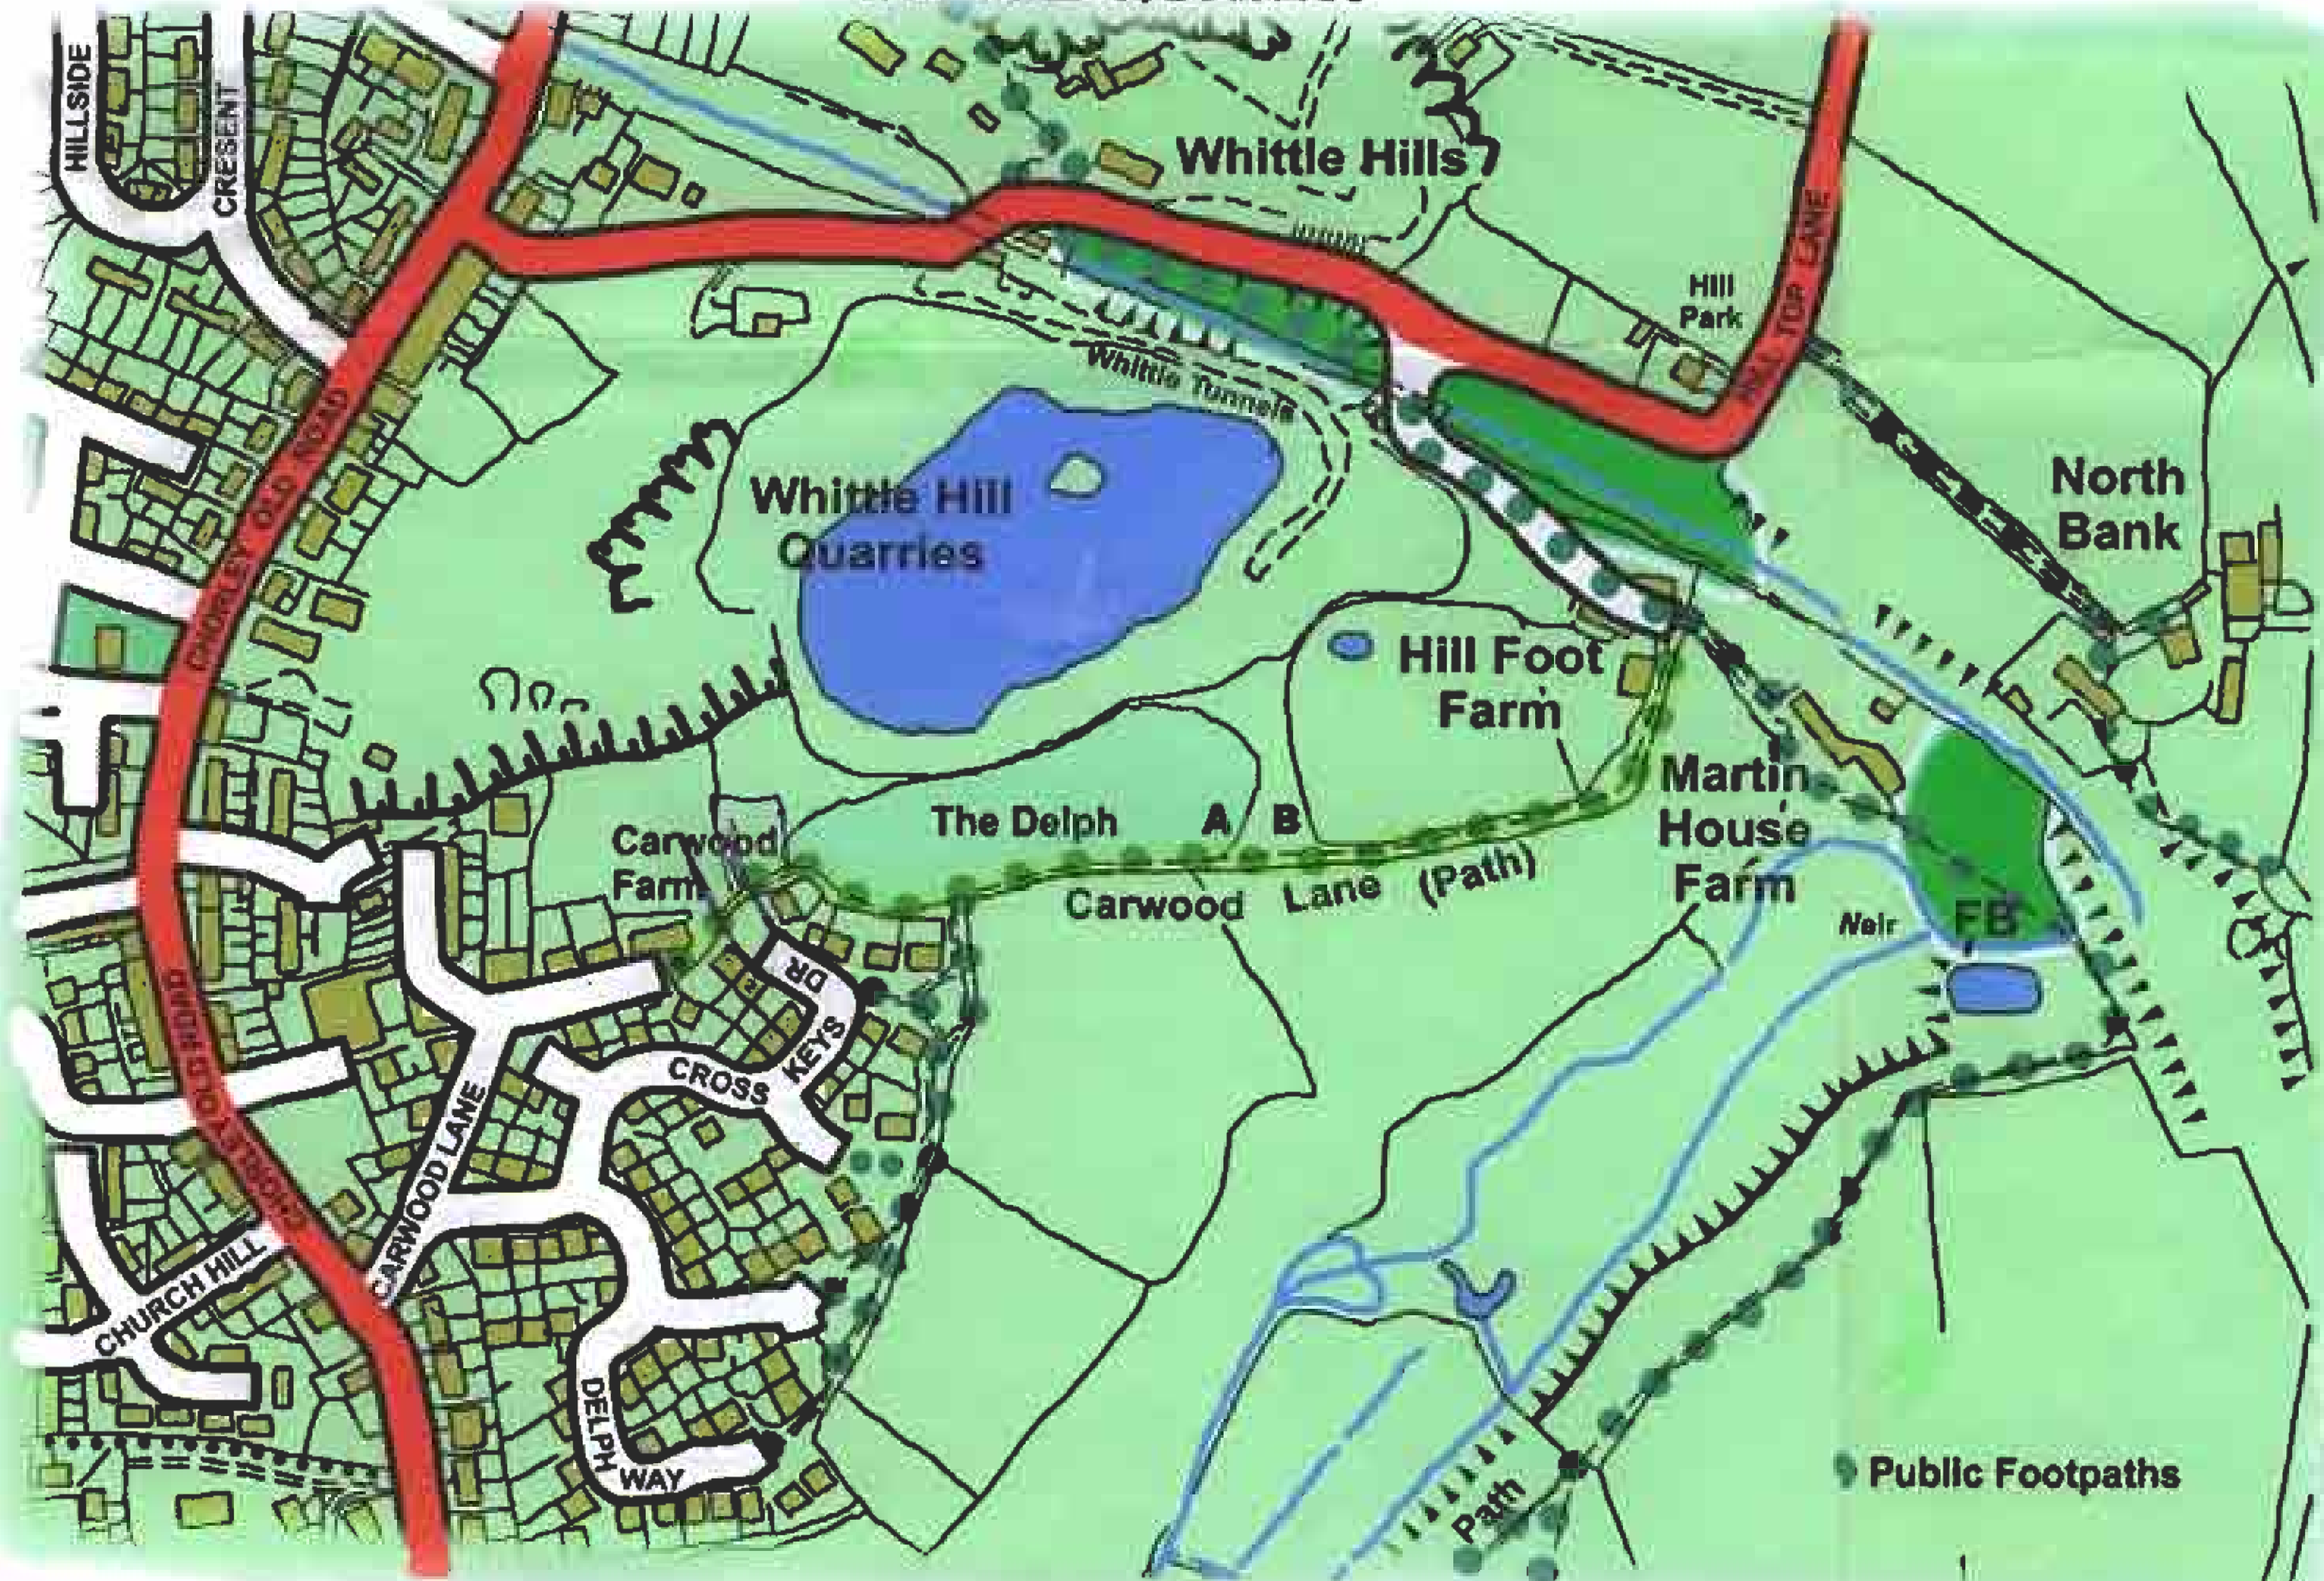 HILLSIDE
CRESENT
Whittle Hills
Hill
Park
HILL TOP LANE
Whittle Tunnels
CHORLEY OLD ROAD
Whittle Hill
Quarries
North
Bank
Hill Foot
Farm
Martin
House
Farm
The Delph
A
B
Carwood
Farm
Carwood Lane (Path)
Neir
FB
DR
KEYS
CROSS
CHORLEY OLD ROAD
CARWOOD LANE
CHORLEY
CHURCH HILL
DELPH
WAY
Path
Public Footpaths